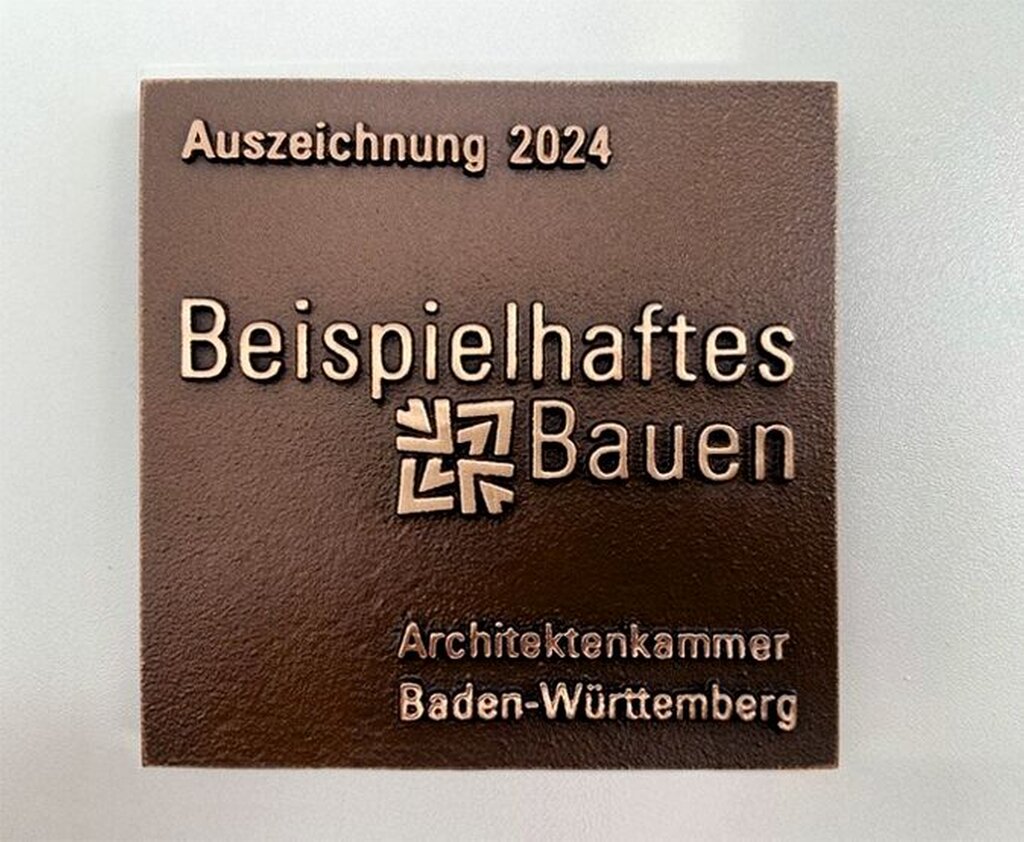 Auszeichnung 2024
Beispielhaftes
Bauen
Architektenkammer
Baden-Württemberg